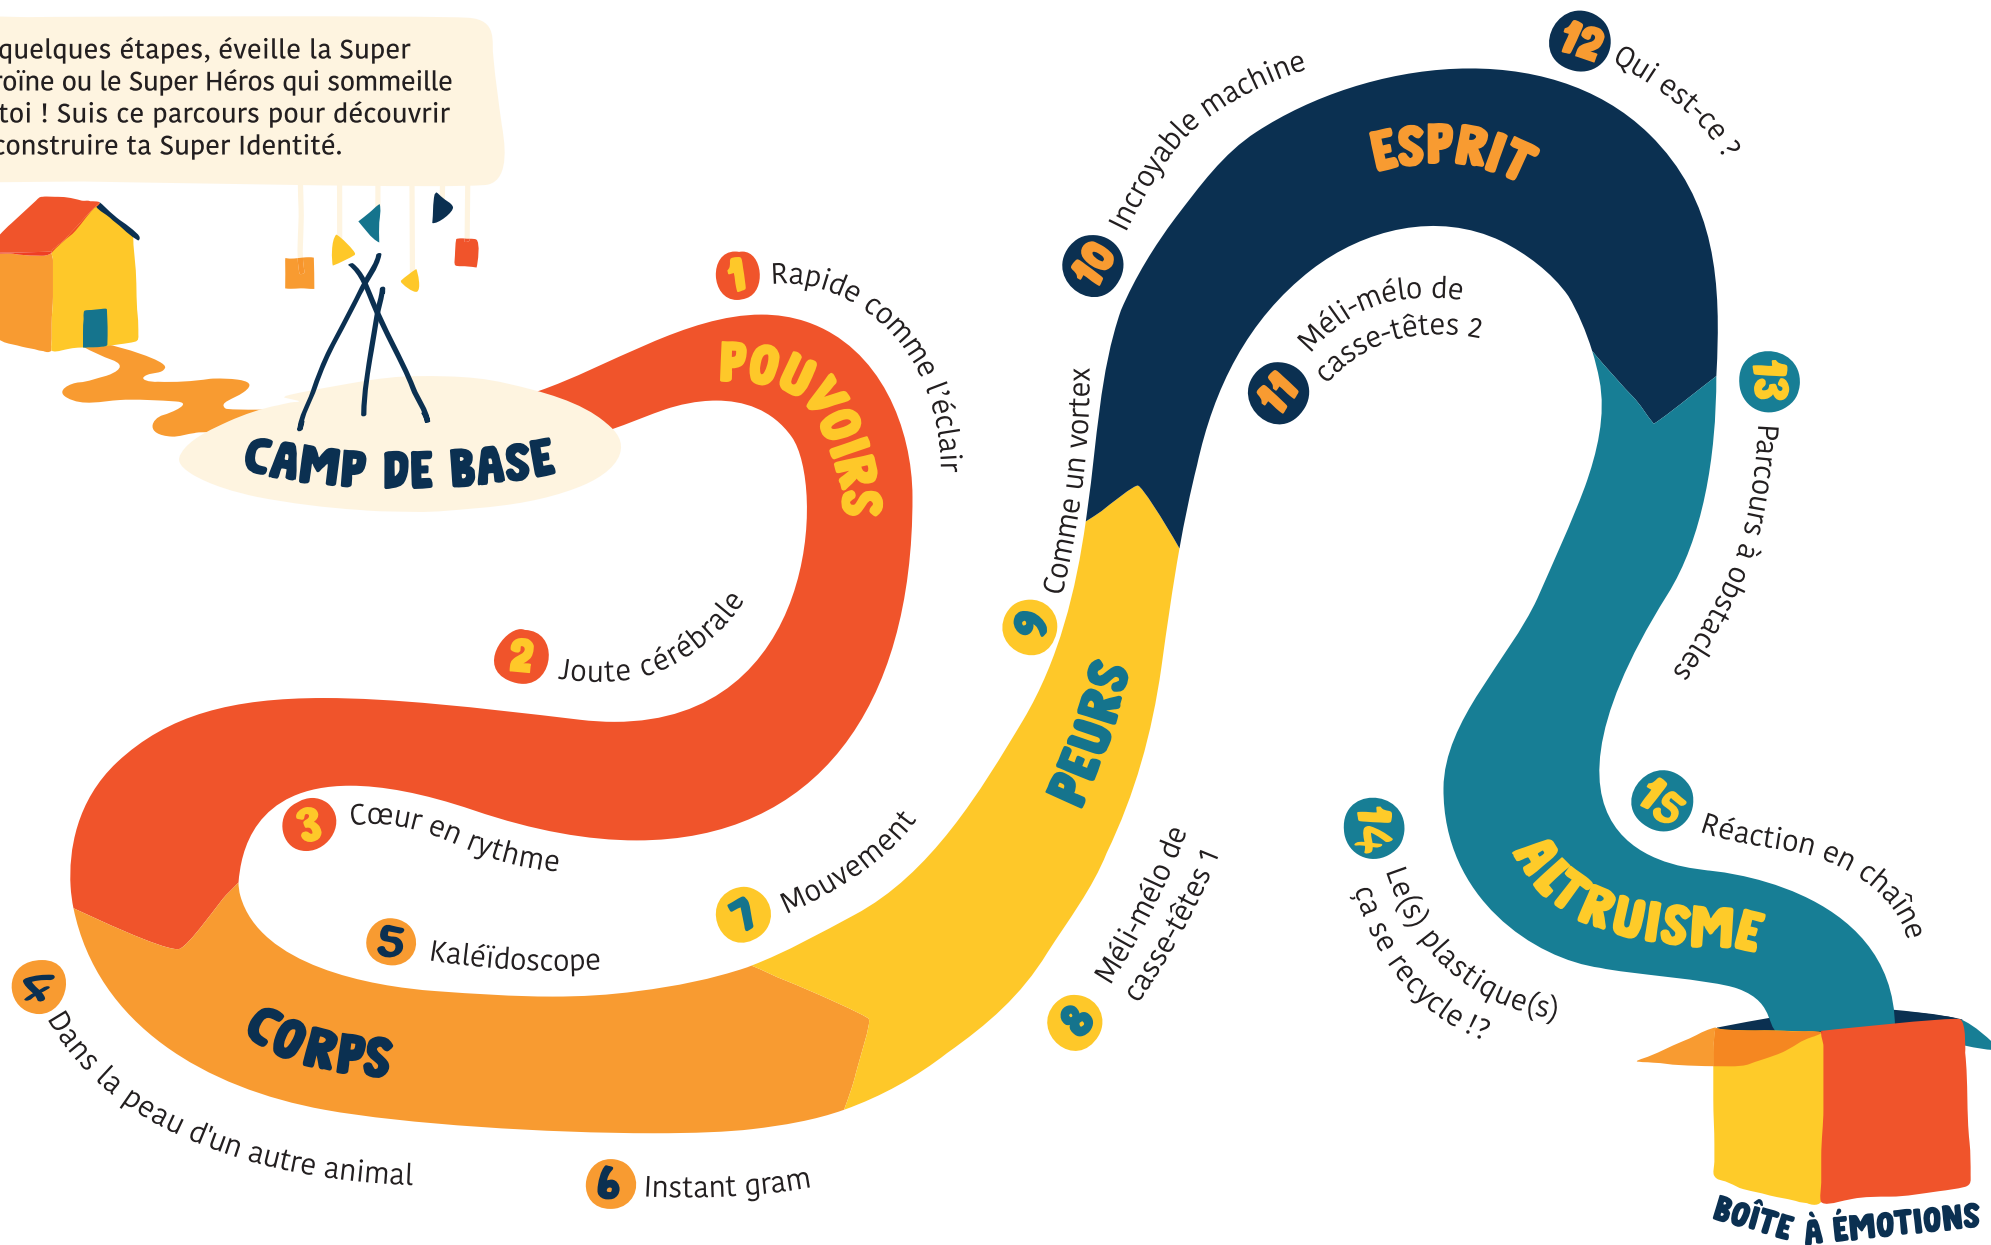 quelques étapes, éveille la Super
roïne ou le Super Héros qui sommeille
toi ! Suis ce parcours pour découvrir
construire ta Super Identité.
CAMP DE BASE
POUVOIRS
1 Rapide comme l'éclair
2 Joute cérébrale
3 Cœur en rythme
CORPS
4 Dans la peau d'un autre animal
5 Kaléïdoscope
6 Instant gram
PEURS
7 Mouvement
8 Méli-mélo de
casse-têtes 1
9 Comme un vortex
ESPRIT
10 Incroyable machine
11 Méli-mélo de
casse-têtes 2
12 Qui est-ce ?
ALTRUISME
13 Parcours à obstacles
14 Le(s) plastique(s)
ça se recycle !?
15 Réaction en chaîne
BOÎTE À ÉMOTIONS